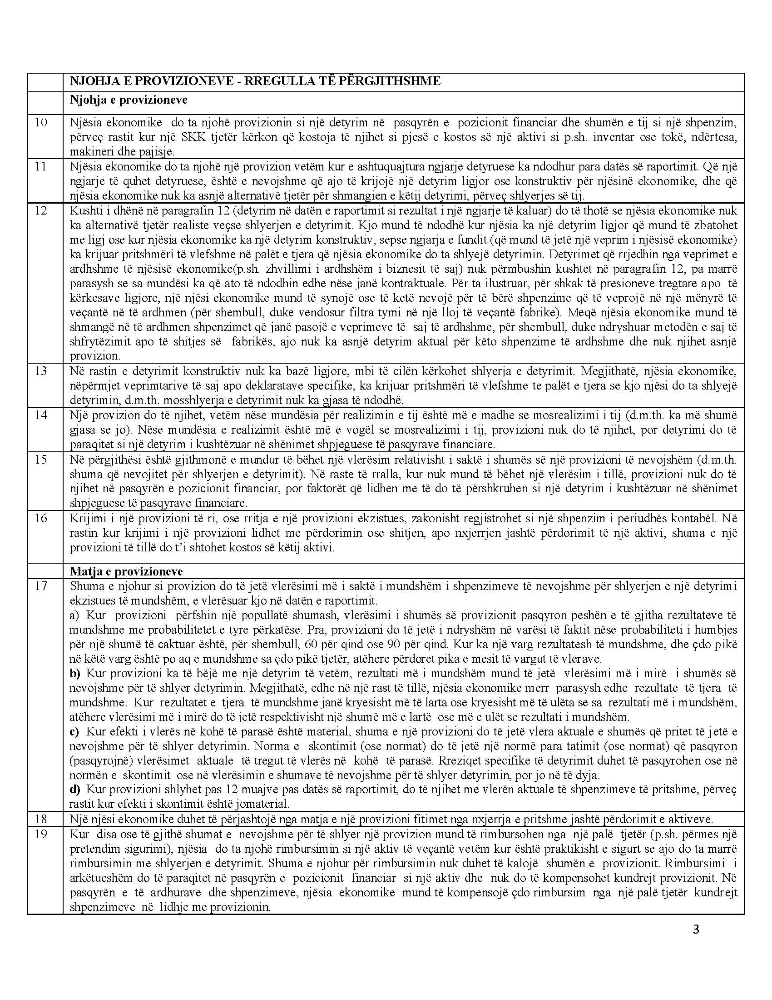 NJOHJA E PROVIZIONEVE - RREGULLA TË PËRGJITHSHME
Njohja e provizioneve
10 Njësia ekonomike do ta njohë provizionin si një detyrim në pasqyrën e pozicionit financiar dhe shumën e tij si një shpenzim,
përveç rastit kur një SKK tjetër kërkon që kostoja të njihet si pjesë e kostos së një aktivi si p.sh. inventar ose tokë, ndërtesa,
makineri dhe pajisje.
11 Njësia ekonomike do ta njohë një provizion vetëm kur e ashtuquajtura ngjarje detyruese ka ndodhur para datës së raportimit. Që një
ngjarje të quhet detyruese, është e nevojshme që ajo të krijojë një detyrim ligjor ose konstruktiv për njësinë ekonomike, dhe që
njësia ekonomike nuk ka asnjë alternativë tjetër për shmangien e këtij detyrimi, përveç shlyerjes së tij.
12 Kushti i dhënë në paragrafin 12 (detyrim në datën e raportimit si rezultat i një ngjarje të kaluar) do të thotë se njësia ekonomike nuk
ka alternativë tjetër realiste veçse shlyerjen e detyrimit. Kjo mund të ndodhë kur njësia ka një detyrim ligjor që mund të zbatohet
me ligj ose kur njësia ekonomike ka një detyrim konstruktiv, sepse ngjarja e fundit (që mund të jetë një veprim i njësisë ekonomike)
ka krijuar pritshmëri të vlefshme në palët e tjera që njësia ekonomike do ta shlyejë detyrimin. Detyrimet që rrjedhin nga veprimet e
ardhshme të njësisë ekonomike(p.sh. zhvillimi i ardhshëm i biznesit të saj) nuk përmbushin kushtet në paragrafin 12, pa marrë
parasysh se sa mundësi ka që ato të ndodhin edhe nëse janë kontraktuale. Për ta ilustruar, për shkak të presioneve tregtare apo të
kërkesave ligjore, një njësi ekonomike mund të synojë ose të ketë nevojë për të bërë shpenzime që të veprojë në një mënyrë të
veçantë në të ardhmen (për shembull, duke vendosur filtra tymi në një lloj të veçantë fabrike). Meqë njësia ekonomike mund të
shmangë në të ardhmen shpenzimet që janë pasojë e veprimeve të saj të ardhshme, për shembull, duke ndryshuar metodën e saj të
shfrytëzimit apo të shitjes së fabrikës, ajo nuk ka asnjë detyrim aktual për këto shpenzime të ardhshme dhe nuk njihet asnjë
provizion.
13 Në rastin e detyrimit konstruktiv nuk ka bazë ligjore, mbi të cilën kërkohet shlyerja e detyrimit. Megjithatë, njësia ekonomike,
nëpërmjet veprimtarive të saj apo deklaratave specifike, ka krijuar pritshmëri të vlefshme te palët e tjera se kjo njësi do ta shlyejë
detyrimin, d.m.th. mosshlyerja e detyrimit nuk ka gjasa të ndodhë.
14 Një provizion do të njihet, vetëm nëse mundësia për realizimin e tij është më e madhe se mosrealizimi i tij (d.m.th. ka më shumë
gjasa se jo). Nëse mundësia e realizimit është më e vogël se mosrealizimi i tij, provizioni nuk do të njihet, por detyrimi do të
paraqitet si një detyrim i kushtëzuar në shënimet shpjeguese të pasqyrave financiare.
15 Në përgjithësi është gjithmonë e mundur të bëhet një vlerësim relativisht i saktë i shumës së një provizioni të nevojshëm (d.m.th.
shuma që nevojitet për shlyerjen e detyrimit). Në raste të rralla, kur nuk mund të bëhet një vlerësim i tillë, provizioni nuk do të
njihet në pasqyrën e pozicionit financiar, por faktorët që lidhen me të do të përshkruhen si një detyrim i kushtëzuar në shënimet
shpjeguese të pasqyrave financiare.
16 Krijimi i një provizioni të ri, ose rritja e një provizioni ekzistues, zakonisht regjistrohet si një shpenzim i periudhës kontabël. Në
rastin kur krijimi i një provizioni lidhet me përdorimin ose shitjen, apo nxjerrjen jashtë përdorimit të një aktivi, shuma e një
provizioni të tillë do t’i shtohet kostos së këtij aktivi.
Matja e provizioneve
17 Shuma e njohur si provizion do të jetë vlerësimi më i saktë i mundshëm i shpenzimeve të nevojshme për shlyerjen e një detyrimi
ekzistues të mundshëm, e vlerësuar kjo në datën e raportimit.
a) Kur provizioni përfshin një popullatë shumash, vlerësimi i shumës së provizionit pasqyron peshën e të gjitha rezultateve të
mundshme me probabilitetet e tyre përkatëse. Pra, provizioni do të jetë i ndryshëm në varësi të faktit nëse probabiliteti i humbjes
për një shumë të caktuar është, për shembull, 60 për qind ose 90 për qind. Kur ka një varg rezultatesh të mundshme, dhe çdo pikë
në këtë varg është po aq e mundshme sa çdo pikë tjetër, atëhere përdoret pika e mesit të vargut të vlerave.
b) Kur provizioni ka të bëjë me një detyrim të vetëm, rezultati më i mundshëm mund të jetë vlerësimi më i mirë i shumës së
nevojshme për të shlyer detyrimin. Megjithatë, edhe në një rast të tillë, njësia ekonomike merr parasysh edhe rezultate të tjera të
mundshme. Kur rezultatet e tjera të mundshme janë kryesisht më të larta ose kryesisht më të ulëta se sa rezultati më i mundshëm,
atëhere vlerësimi më i mirë do të jetë respektivisht një shumë më e lartë ose më e ulët se rezultati i mundshëm.
c) Kur efekti i vlerës në kohë të parasë është material, shuma e një provizioni do të jetë vlera aktuale e shumës që pritet të jetë e
nevojshme për të shlyer detyrimin. Norma e skontimit (ose normat) do të jetë një normë para tatimit (ose normat) që pasqyron
(pasqyrojnë) vlerësimet aktuale të tregut të vlerës në kohë të parasë. Rreziqet specifike të detyrimit duhet të pasqyrohen ose në
normën e skontimit ose në vlerësimin e shumave të nevojshme për të shlyer detyrimin, por jo në të dyja.
d) Kur provizioni shlyhet pas 12 muajve pas datës së raportimit, do të njihet me vlerën aktuale të shpenzimeve të pritshme, përveç
rastit kur efekti i skontimit është jomaterial.
18 Një njësi ekonomike duhet të përjashtojë nga matja e një provizioni fitimet nga nxjerrja e pritshme jashtë përdorimit e aktiveve.
19 Kur disa ose të gjithë shumat e nevojshme për të shlyer një provizion mund të rimbursohen nga një palë tjetër (p.sh. përmes një
pretendim sigurimi), njësia do ta njohë rimbursimin si një aktiv të veçantë vetëm kur është praktikisht e sigurt se ajo do ta marrë
rimbursimin me shlyerjen e detyrimit. Shuma e njohur për rimbursimin nuk duhet të kalojë shumën e provizionit. Rimbursimi i
arkëtueshëm do të paraqitet në pasqyrën e pozicionit financiar si një aktiv dhe nuk do të kompensohet kundrejt provizionit. Në
pasqyrën e të ardhurave dhe shpenzimeve, njësia ekonomike mund të kompensojë çdo rimbursim nga një palë tjetër kundrejt
shpenzimeve në lidhje me provizionin.
3